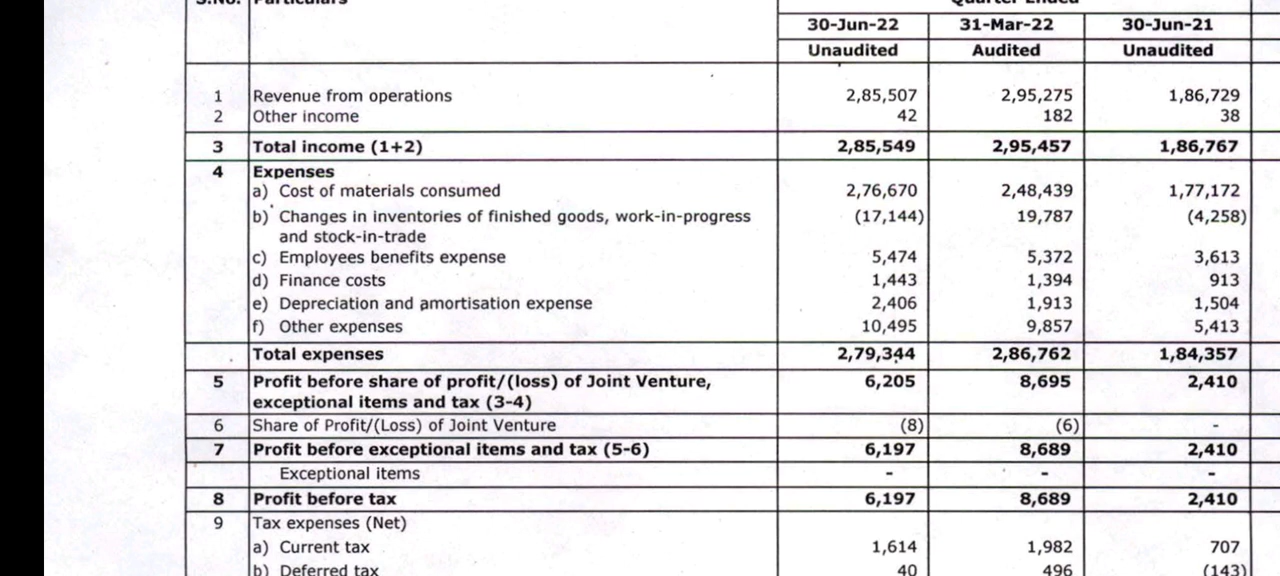 S.No. Particulars Quarter Ended
30-Jun-22 31-Mar-22 30-Jun-21
Unaudited Audited Unaudited
1 Revenue from operations 2,85,507 2,95,275 1,86,729
2 Other income 42 182 38
3 Total income (1+2) 2,85,549 2,95,457 1,86,767
4 Expenses
a) Cost of materials consumed 2,76,670 2,48,439 1,77,172
b) Changes in inventories of finished goods, work-in-progress (17,144) 19,787 (4,258)
and stock-in-trade
c) Employees benefits expense 5,474 5,372 3,613
d) Finance costs 1,443 1,394 913
e) Depreciation and amortisation expense 2,406 1,913 1,504
f) Other expenses 10,495 9,857 5,413
Total expenses 2,79,344 2,86,762 1,84,357
5 Profit before share of profit/(loss) of Joint Venture, 6,205 8,695 2,410
exceptional items and tax (3-4)
6 Share of Profit/(Loss) of Joint Venture (8) (6) -
7 Profit before exceptional items and tax (5-6) 6,197 8,689 2,410
Exceptional items - - -
8 Profit before tax 6,197 8,689 2,410
9 Tax expenses (Net)
a) Current tax 1,614 1,982 707
b) Deferred tax 40 496 (143)